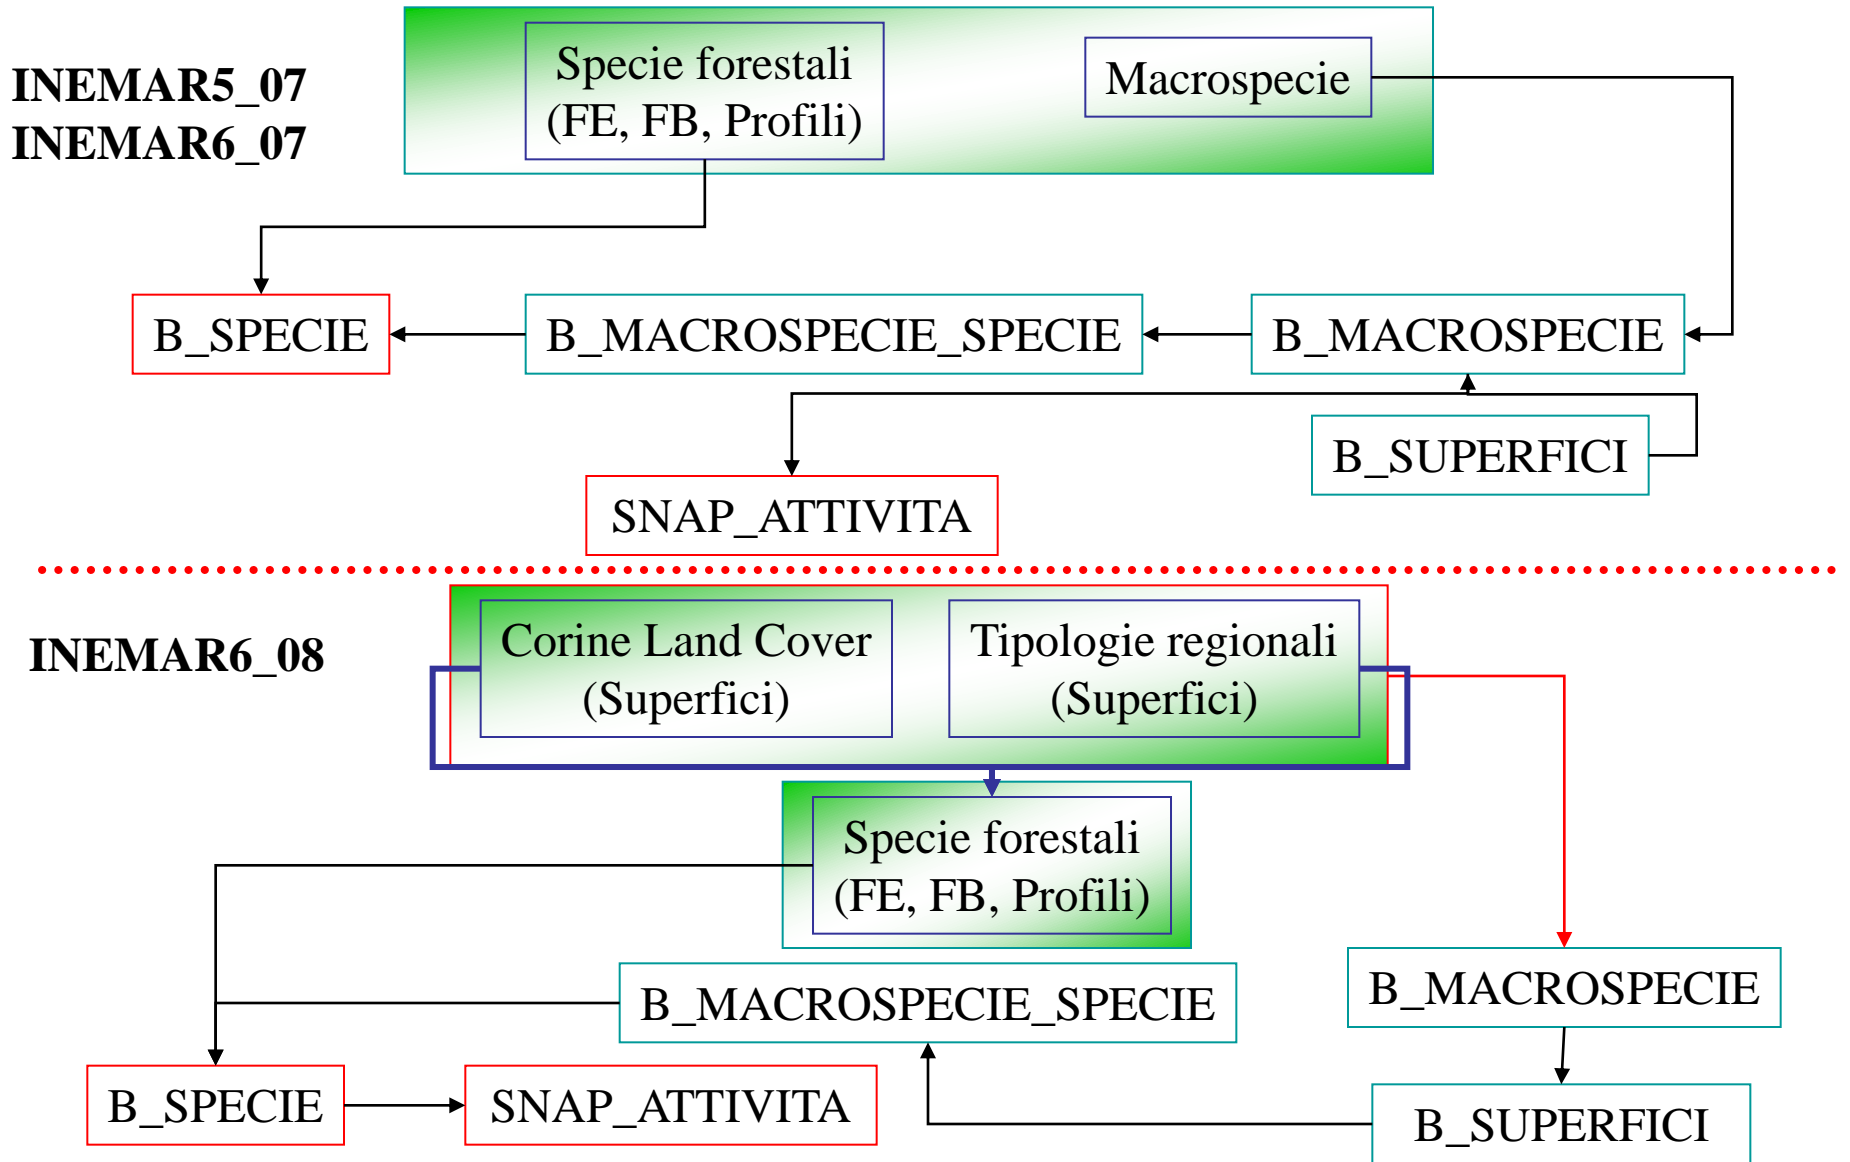 INEMAR5_07
INEMAR6_07
Specie forestali
(FE, FB, Profili)
Macrospecie
B_SPECIE
B_MACROSPECIE_SPECIE
B_MACROSPECIE
B_SUPERFICI
SNAP_ATTIVITA
INEMAR6_08
Corine Land Cover
(Superfici)
Tipologie regionali
(Superfici)
Specie forestali
(FE, FB, Profili)
B_MACROSPECIE_SPECIE
B_MACROSPECIE
B_SPECIE
SNAP_ATTIVITA
B_SUPERFICI